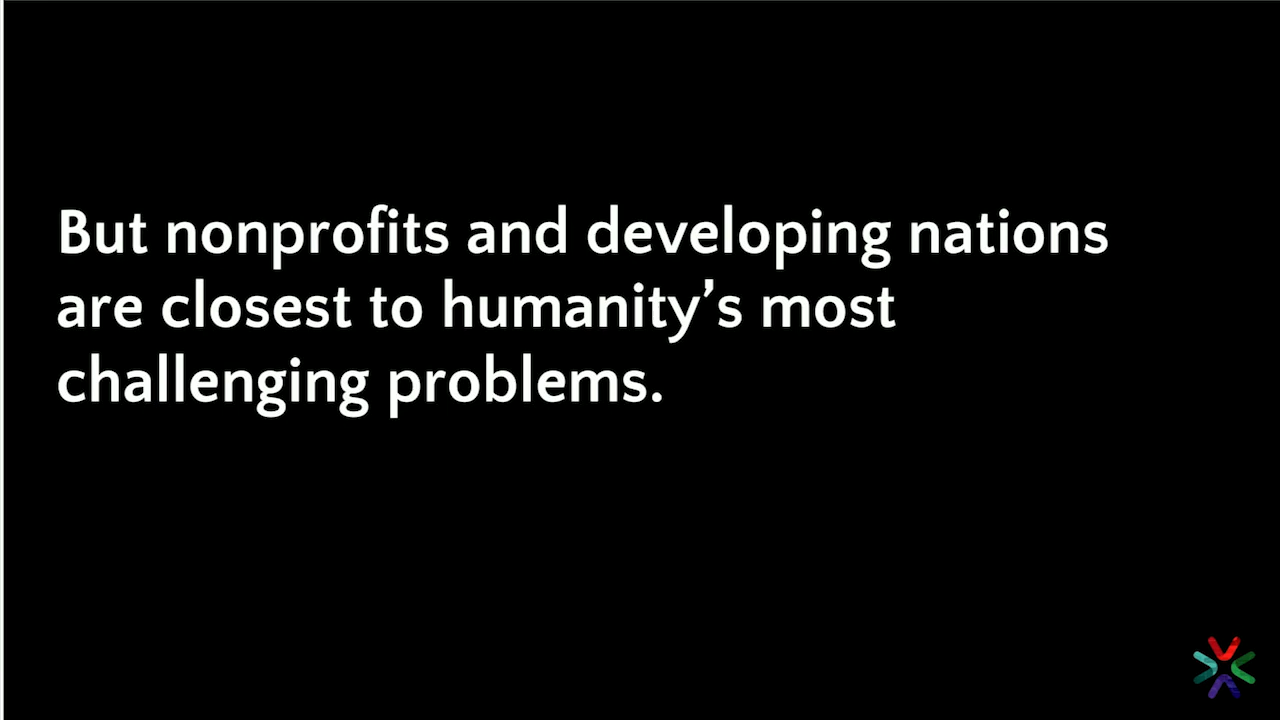 But nonprofits and developing nations
are closest to humanity’s most
challenging problems.